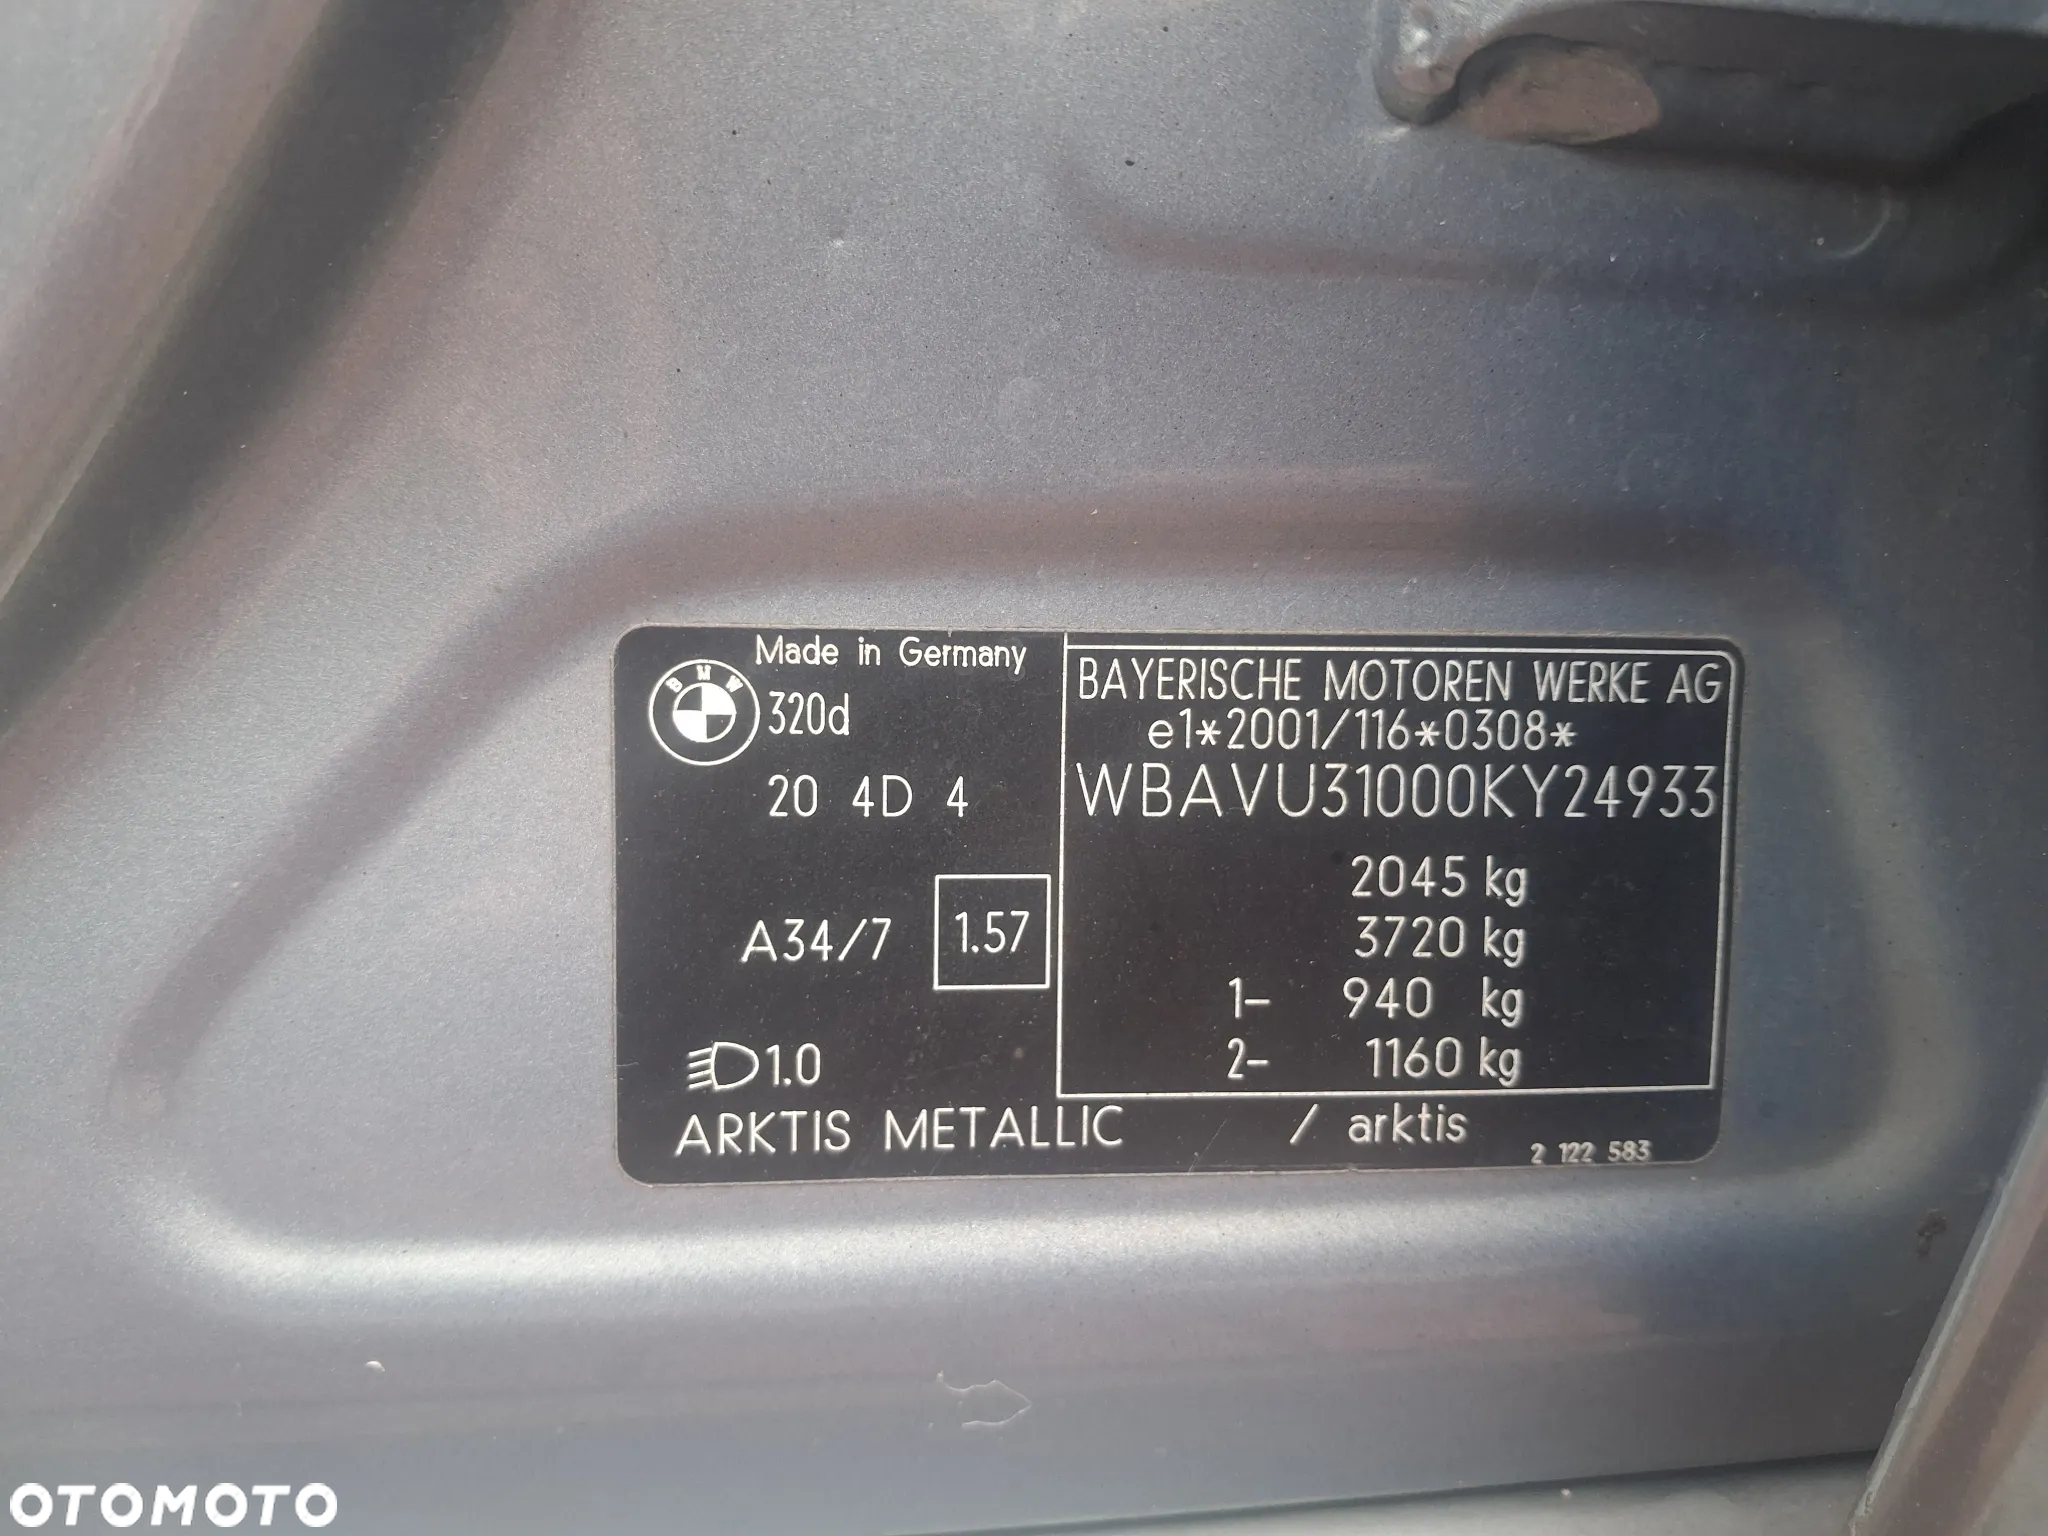 Made in Germany
BMW
320d
20 4D 4
A34/7 1.57
1.0
BAYERISCHE MOTOREN WERKE AG
e1*2001/116*0308*
WBAVU31000KY24933
2045 kg
3720 kg
1- 940 kg
2- 1160 kg
ARKTIS METALLIC / arktis
2 122 583
OTOMOTO